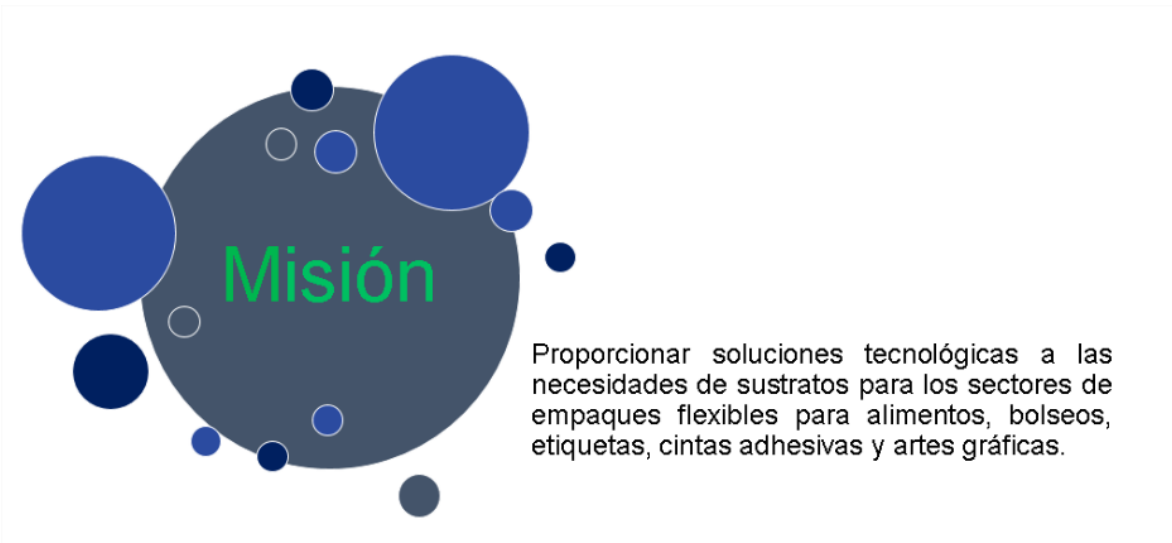 Misión
Proporcionar soluciones tecnológicas a las
necesidades de sustratos para los sectores de
empaques flexibles para alimentos, bolseos,
etiquetas, cintas adhesivas y artes gráficas.